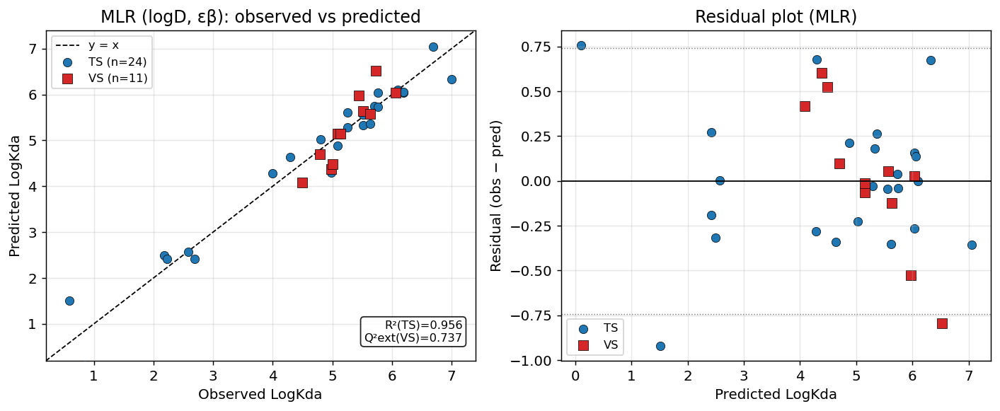 MLR (logD, εβ): observed vs predicted
y = x
TS (n=24)
VS (n=11)
7
6
5
4
3
2
1
Predicted LogKda
R²(TS)=0.956
Q²ext(VS)=0.737
1 2 3 4 5 6 7
Observed LogKda
Residual plot (MLR)
0.75
0.50
0.25
0.00
−0.25
−0.50
−0.75
−1.00
Residual (obs − pred)
TS
VS
0 1 2 3 4 5 6 7
Predicted LogKda